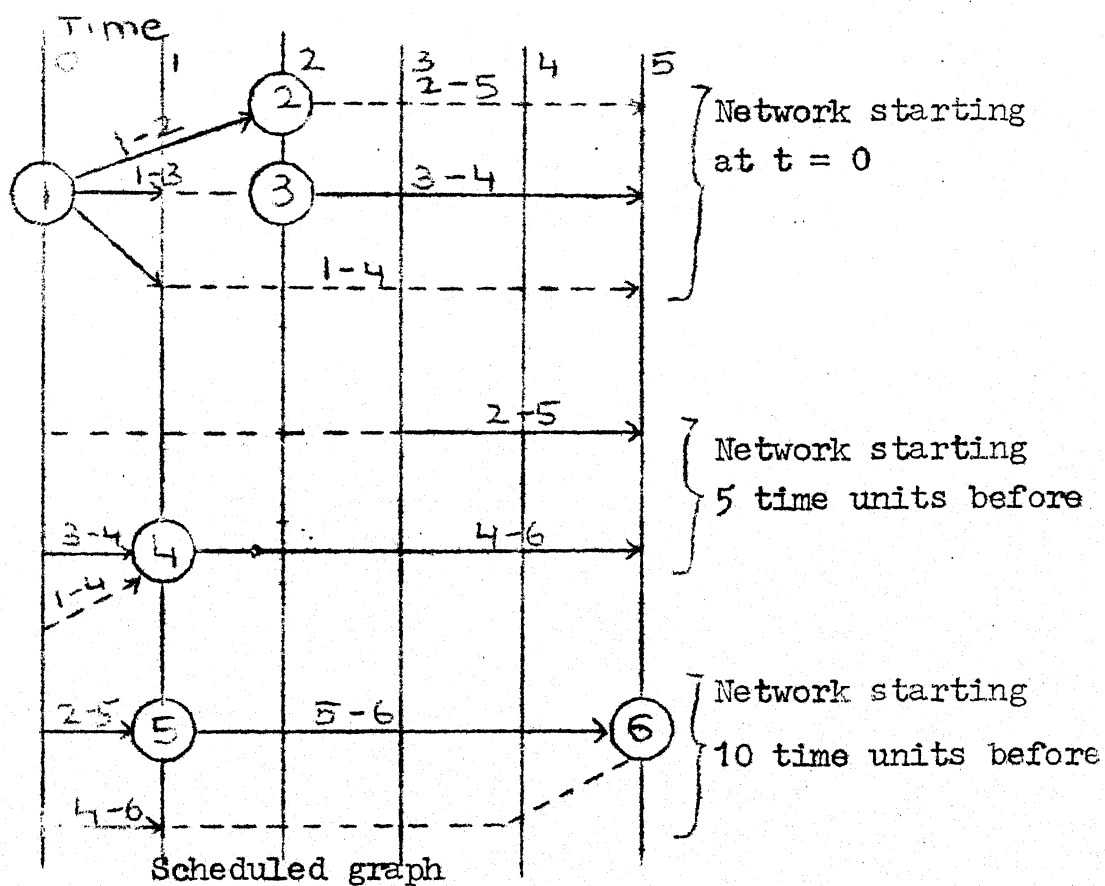 Time
0 1 2 3 4 5
2-5
2
1-2
1-3
1
3
3-4
1-4
Network starting
at t = 0
2-5
Network starting
5 time units before
3-4
4
4-6
1-4
Network starting
10 time units before
2-5
5
5-6
6
4-6
Scheduled graph